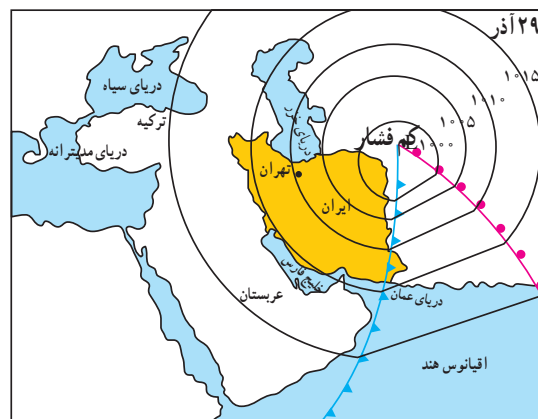 ۲۹ آذر
دریای سیاه
ترکیه
دریای مدیترانه
دریای خزر
تهران
ایران
کم فشار
۱۰۰۰
۱۰۰۵
۱۰۱۰
۱۰۱۵
خلیج فارس
عربستان
دریای عمان
اقیانوس هند